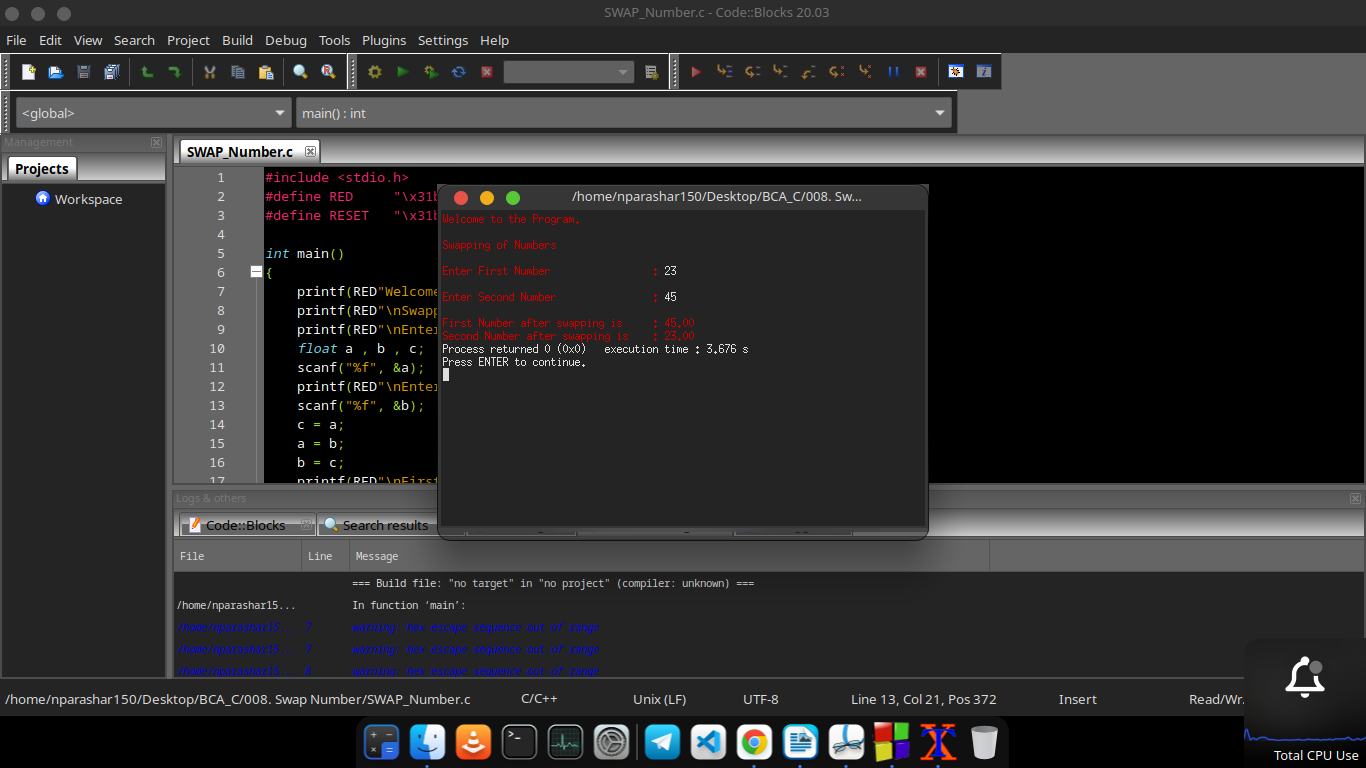 SWAP_Number.c - Code::Blocks 20.03
File Edit View Search Project Build Debug Tools Plugins Settings Help
<global>
main() : int
Management
Projects
Workspace
SWAP_Number.c
1 #include <stdio.h>
2 #define RED "\x31b
3 #define RESET "\x31b
4
5 int main()
6 {
7 printf(RED"Welcome
8 printf(RED"\nSwapp
9 printf(RED"\nEnter
10 float a , b , c;
11 scanf("%f", &a);
12 printf(RED"\nEnter
13 scanf("%f", &b);
14 c = a;
15 a = b;
16 b = c;
17 printf(RED"\nFirst
/home/nparashar150/Desktop/BCA_C/008. Sw...
Welcome to the Program.
Swapping of Numbers
Enter First Number : 23
Enter Second Number : 45
First Number after swapping is : 45.00
Second Number after swapping is : 23.00
Process returned 0 (0x0) execution time : 3.676 s
Press ENTER to continue.
Logs & others
Code::Blocks
Search results
File Line Message
=== Build file: "no target" in "no project" (compiler: unknown) ===
/home/nparashar15... In function ‘main’:
/home/nparashar15... 7 warning: hex escape sequence out of range
/home/nparashar15... 7 warning: hex escape sequence out of range
/home/nparashar15... 8 warning: hex escape sequence out of range
/home/nparashar150/Desktop/BCA_C/008. Swap Number/SWAP_Number.c C/C++ Unix (LF) UTF-8 Line 13, Col 21, Pos 372 Insert Read/Wr.
Total CPU Use